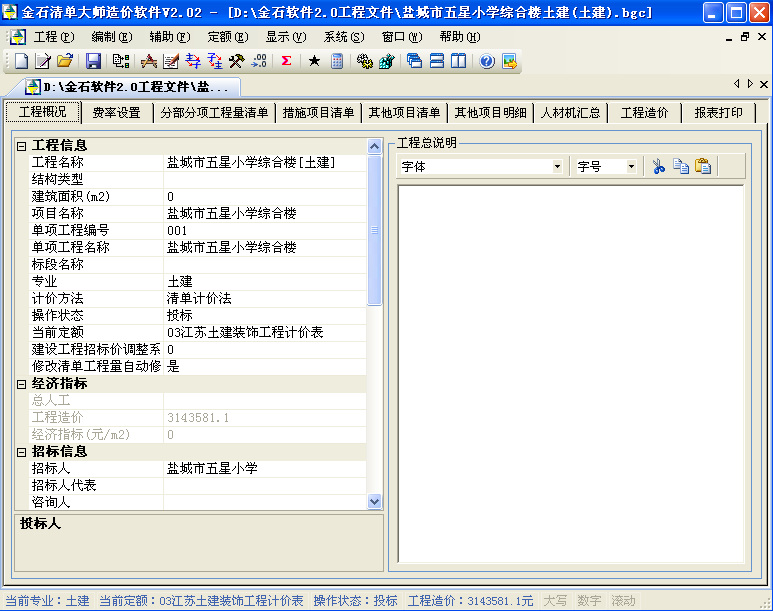 金石清单大师造价软件V2.02 - [D:\金石软件2.0工程文件\盐城市五星小学综合楼土建(土建).bgc]
工程(P) 编制(E) 辅助(F) 定额(E) 显示(V) 系统(S) 窗口(W) 帮助(H)
D:\金石软件2.0工程文件\盐...
工程概况 费率设置 分部分项工程量清单 措施项目清单 其他项目清单 其他项目明细 人材机汇总 工程造价 报表打印
工程信息
工程名称 盐城市五星小学综合楼[土建]
结构类型
建筑面积(m2) 0
项目名称 盐城市五星小学综合楼
单项工程编号 001
单项工程名称 盐城市五星小学综合楼
标段名称
专业 土建
计价方法 清单计价法
操作状态 投标
当前定额 03江苏土建装饰工程计价表
建设工程招标价调整系 0
修改清单工程量自动修 是
经济指标
总人工
工程造价 3143581.1
经济指标(元/m2) 0
招标信息
招标人 盐城市五星小学
招标人代表
咨询人
投标人
工程总说明
字体 字号
当前专业：土建 当前定额：03江苏土建装饰工程计价表 操作状态：投标 工程造价：3143581.1元 大写 数字 滚动